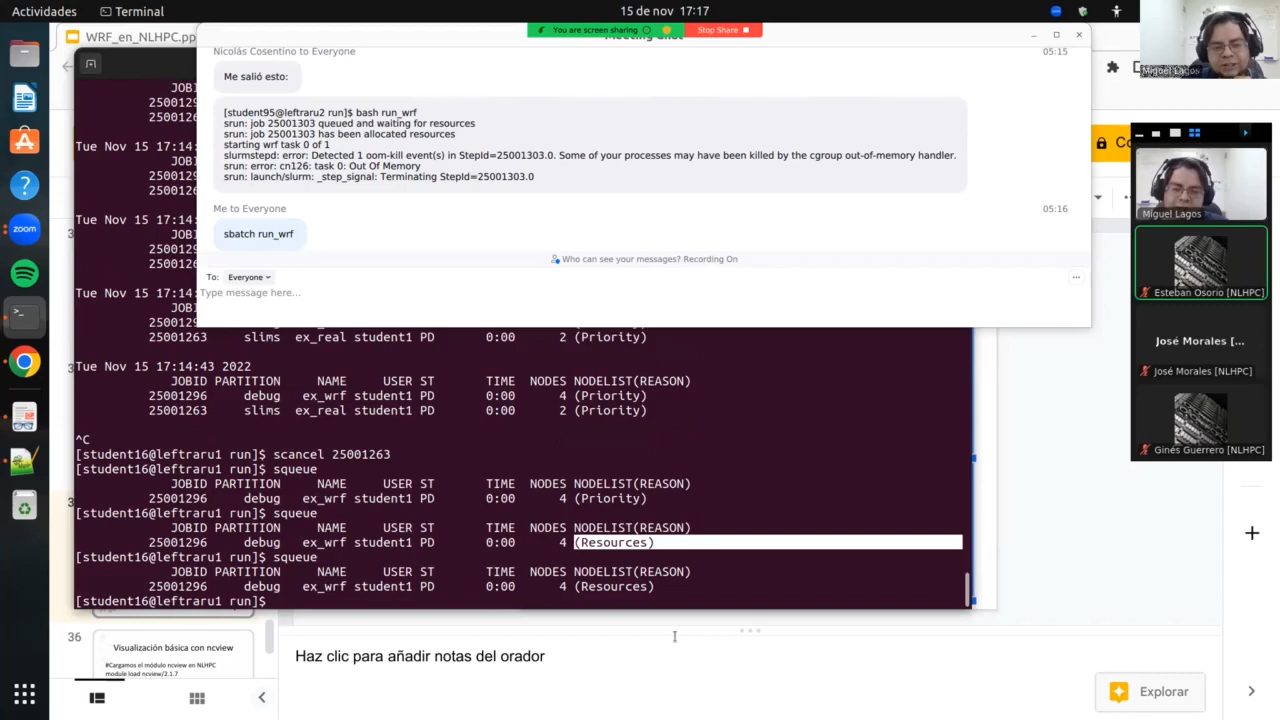 Actividades
Terminal
15 de nov 17:17
WRF_en_NLHPC.pp
You are screen sharing
Stop Share
Nicolás Cosentino to Everyone
05:15
Me salió esto:
[student95@leftraru2 run]$ bash run_wrf
srun: job 25001303 queued and waiting for resources
srun: job 25001303 has been allocated resources
starting wrf task 0 of 1
slurmstepd: error: Detected 1 oom-kill event(s) in StepId=25001303.0. Some of your processes may have been killed by the cgroup out-of-memory handler.
srun: error: cn126: task 0: Out Of Memory
srun: launch/slurm: _step_signal: Terminating StepId=25001303.0
Me to Everyone
05:16
sbatch run_wrf
Who can see your messages? Recording On
To: Everyone
Type message here...
JOBI
2500129
250012
Tue Nov 15 17:14:
JOBI
250012
250012
Tue Nov 15 17:14:
JOBI
250012
250012
Tue Nov 15 17:14:
JOBI
250012
25001263 slims ex_real student1 PD 0:00 2 (Priority)
Tue Nov 15 17:14:43 2022
JOBID PARTITION NAME USER ST TIME NODES NODELIST(REASON)
25001296 debug ex_wrf student1 PD 0:00 4 (Priority)
25001263 slims ex_real student1 PD 0:00 2 (Priority)
^C
[student16@leftraru1 run]$ scancel 25001263
[student16@leftraru1 run]$ squeue
JOBID PARTITION NAME USER ST TIME NODES NODELIST(REASON)
25001296 debug ex_wrf student1 PD 0:00 4 (Priority)
[student16@leftraru1 run]$ squeue
JOBID PARTITION NAME USER ST TIME NODES NODELIST(REASON)
25001296 debug ex_wrf student1 PD 0:00 4 (Resources)
[student16@leftraru1 run]$ squeue
JOBID PARTITION NAME USER ST TIME NODES NODELIST(REASON)
25001296 debug ex_wrf student1 PD 0:00 4 (Resources)
[student16@leftraru1 run]$
Miguel Lagos
Co
Miguel Lagos
Esteban Osorio [NLHPC]
José Morales [...
José Morales [NLHPC]
Ginés Guerrero [NLHPC]
zoom
36
Visualización básica con ncview
#Cargamos el módulo ncview en NLHPC
module load ncview/2.1.7
Haz clic para añadir notas del orador
Explorar